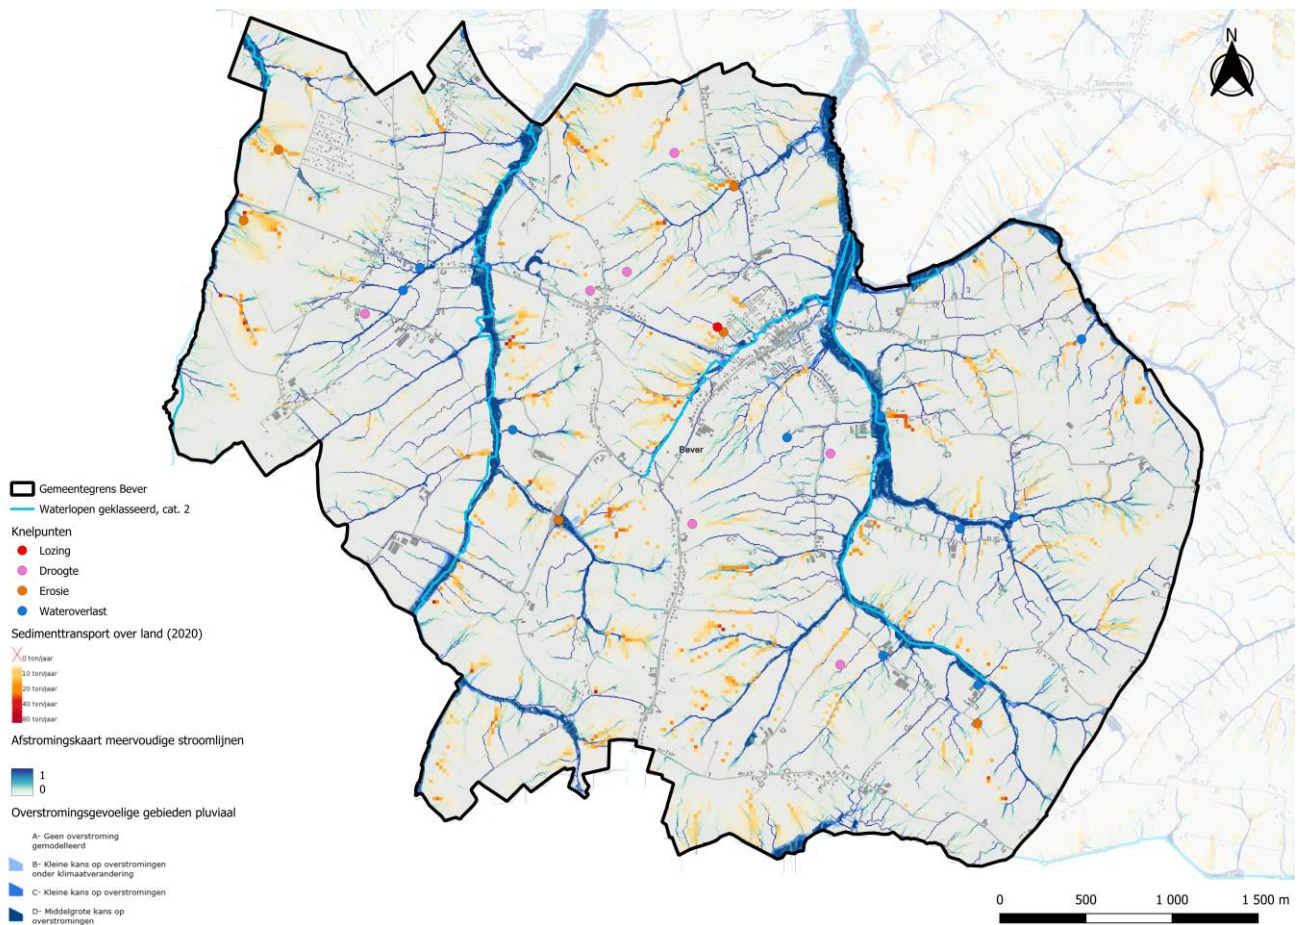 N
Tollembeek
Bever
Gemeentegrens Bever
Waterlopen geklasseerd, cat. 2
Knelpunten
Lozing
Droogte
Erosie
Wateroverlast
Sedimenttransport over land (2020)
0 ton/jaar
10 ton/jaar
20 ton/jaar
40 ton/jaar
80 ton/jaar
Afstromingskaart meervoudige stroomlijnen
1
0
Overstromingsgevoelige gebieden pluviaal
A- Geen overstroming
gemodelleerd
B- Kleine kans op overstromingen
onder klimaatverandering
C- Kleine kans op overstromingen
D- Middelgrote kans op
overstromingen
0 500 1 000 1 500 m